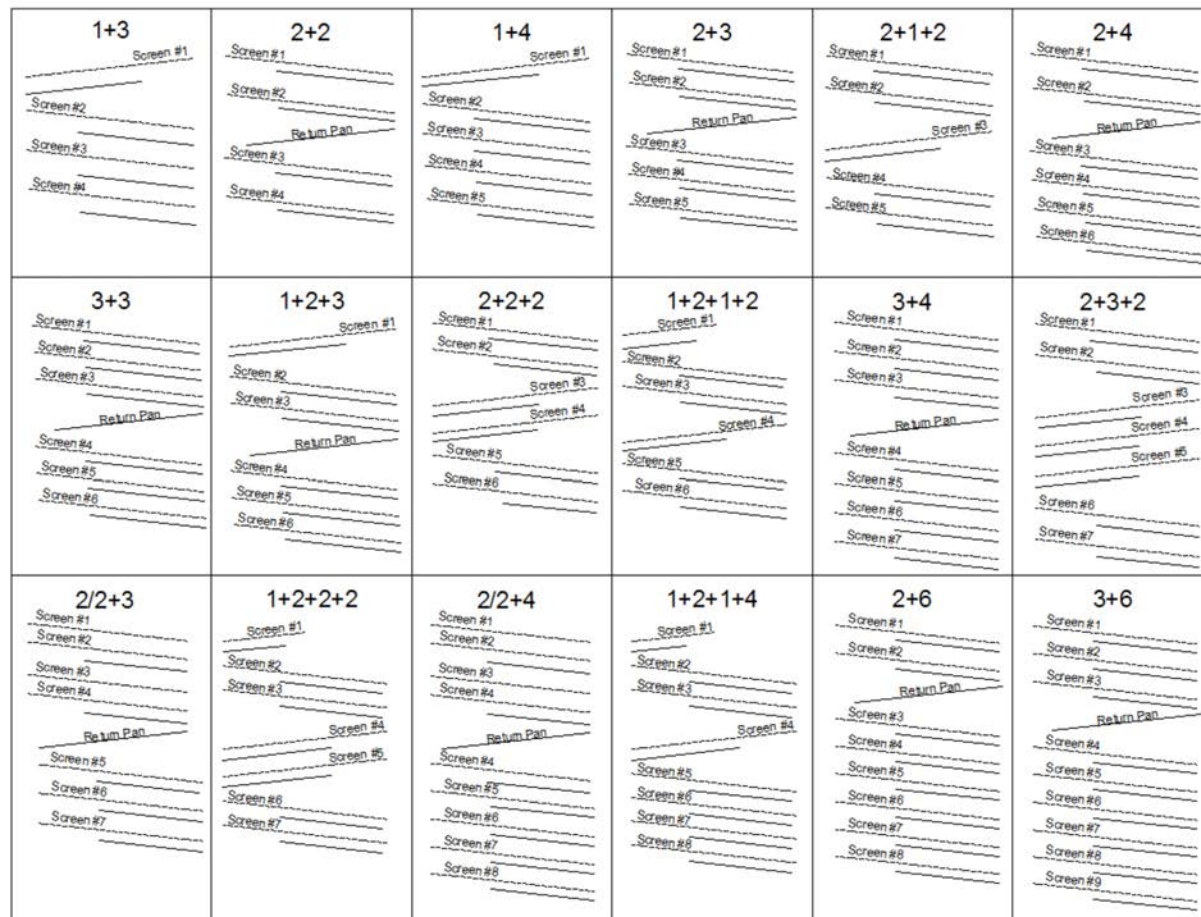 1+3
Screen #1
Screen #2
Screen #3
Screen #4
2+2
Screen #1
Screen #2
Return Pan
Screen #3
Screen #4
1+4
Screen #1
Screen #2
Screen #3
Screen #4
Screen #5
2+3
Screen #1
Screen #2
Return Pan
Screen #3
Screen #4
Screen #5
2+1+2
Screen #1
Screen #2
Screen #3
Screen #4
Screen #5
2+4
Screen #1
Screen #2
Return Pan
Screen #3
Screen #4
Screen #5
Screen #6
3+3
Screen #1
Screen #2
Screen #3
Return Pan
Screen #4
Screen #5
Screen #6
1+2+3
Screen #1
Screen #2
Screen #3
Return Pan
Screen #4
Screen #5
Screen #6
2+2+2
Screen #1
Screen #2
Screen #3
Screen #4
Screen #5
Screen #6
1+2+1+2
Screen #1
Screen #2
Screen #3
Screen #4
Screen #5
Screen #6
3+4
Screen #1
Screen #2
Screen #3
Return Pan
Screen #4
Screen #5
Screen #6
Screen #7
2+3+2
Screen #1
Screen #2
Screen #3
Screen #4
Screen #5
Screen #6
Screen #7
2/2+3
Screen #1
Screen #2
Screen #3
Screen #4
Return Pan
Screen #5
Screen #6
Screen #7
1+2+2+2
Screen #1
Screen #2
Screen #3
Screen #4
Screen #5
Screen #6
Screen #7
2/2+4
Screen #1
Screen #2
Screen #3
Screen #4
Return Pan
Screen #4
Screen #5
Screen #6
Screen #7
Screen #8
1+2+1+4
Screen #1
Screen #2
Screen #3
Screen #4
Screen #5
Screen #6
Screen #7
Screen #8
2+6
Screen #1
Screen #2
Return Pan
Screen #3
Screen #4
Screen #5
Screen #6
Screen #7
Screen #8
3+6
Screen #1
Screen #2
Screen #3
Return Pan
Screen #4
Screen #5
Screen #6
Screen #7
Screen #8
Screen #9